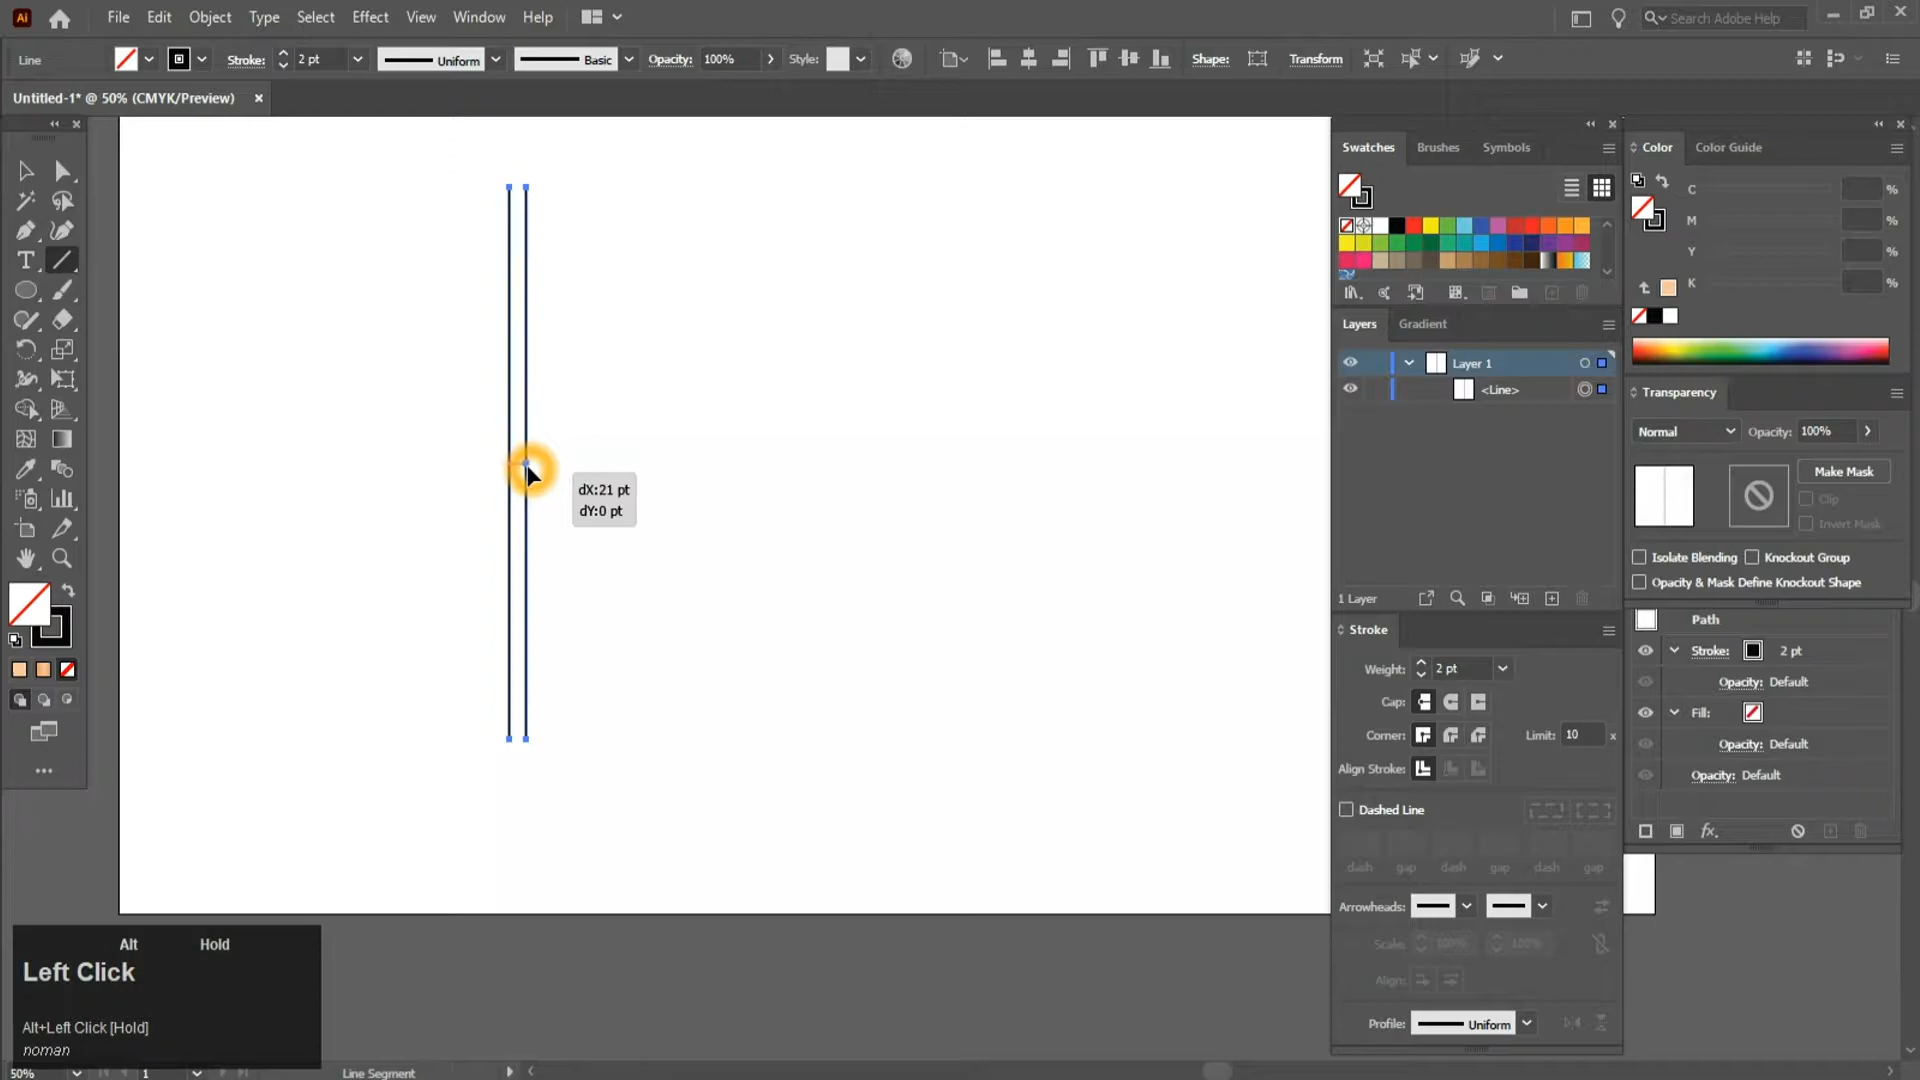 Ai File Edit Object Type Select Effect View Window Help Search Adobe Help
Line Stroke: 2 pt Uniform Basic Opacity: 100% Style: Shape: Transform
Untitled-1* @ 50% (CMYK/Preview)
Swatches Brushes Symbols
Color Color Guide
C %
M %
Y %
K %
Layers Gradient
Layer 1
<Line>
1 Layer
Transparency
Normal Opacity: 100%
Make Mask
Clip
Invert Mask
Isolate Blending Knockout Group
Opacity & Mask Define Knockout Shape
dX:21 pt
dY:0 pt
Stroke
Weight: 2 pt
Cap:
Corner: Limit: 10 x
Align Stroke:
Dashed Line
dash gap dash gap dash gap
Arrowheads:
Scale: 100% 100%
Align:
Profile: Uniform
Path
Stroke: 2 pt
Opacity: Default
Fill:
Opacity: Default
Opacity: Default
fx.
Alt Hold
Left Click
Alt+Left Click [Hold]
noman
50% 1 Line Segment